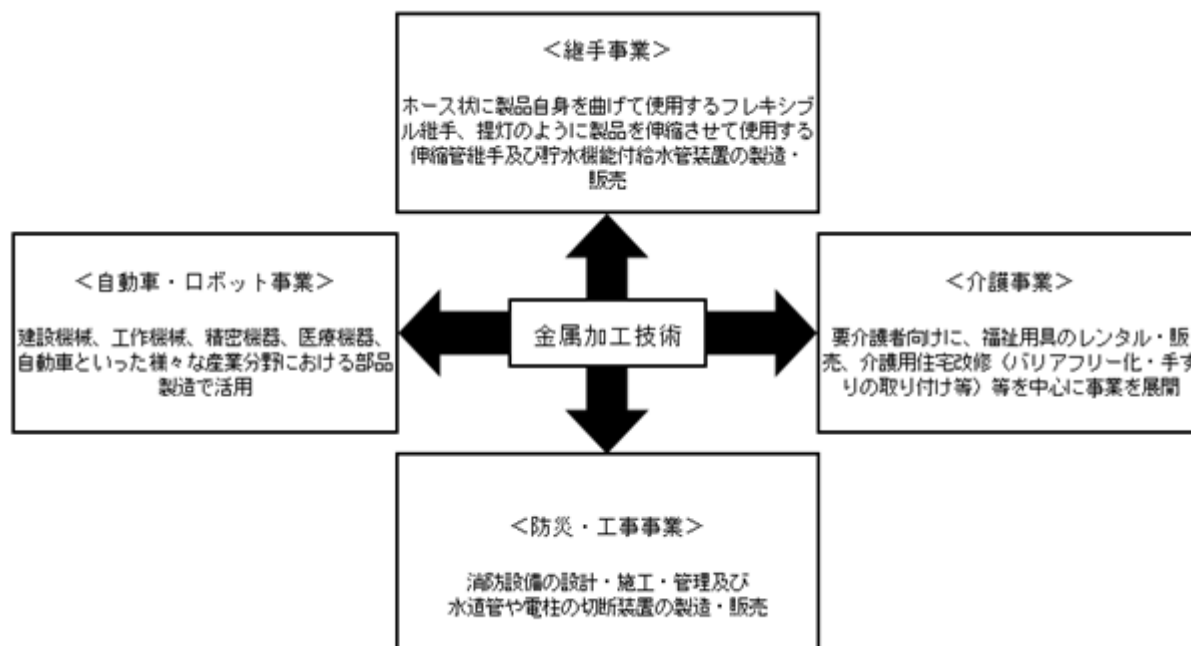 ＜継手事業＞
ホース状に製品自身を曲げて使用するフレキシブ
ル継手、提灯のように製品を伸縮させて使用する
伸縮管継手及び貯水機能付給水管装置の製造・
販売
＜自動車・ロボット事業＞
建設機械、工作機械、精密機器、医療機器、
自動車といった様々な産業分野における部品
製造で活用
金属加工技術
＜介護事業＞
要介護者向けに、福祉用具のレンタル・販
売、介護用住宅改修（バリアフリー化・手す
りの取り付け等）等を中心に事業を展開
＜防災・工事事業＞
消防設備の設計・施工・管理及び
水道管や電柱の切断装置の製造・販売